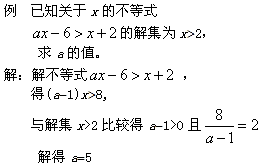 例 已知关于 x 的不等式
ax−6>x+2的解集为 x>2，
求 a 的值。
解：解不等式ax−6>x+2 ，
得(a−1)x>8,
与解集 x>2 比较得 a−1>0 且 8/(a−1)=2
解得 a=5